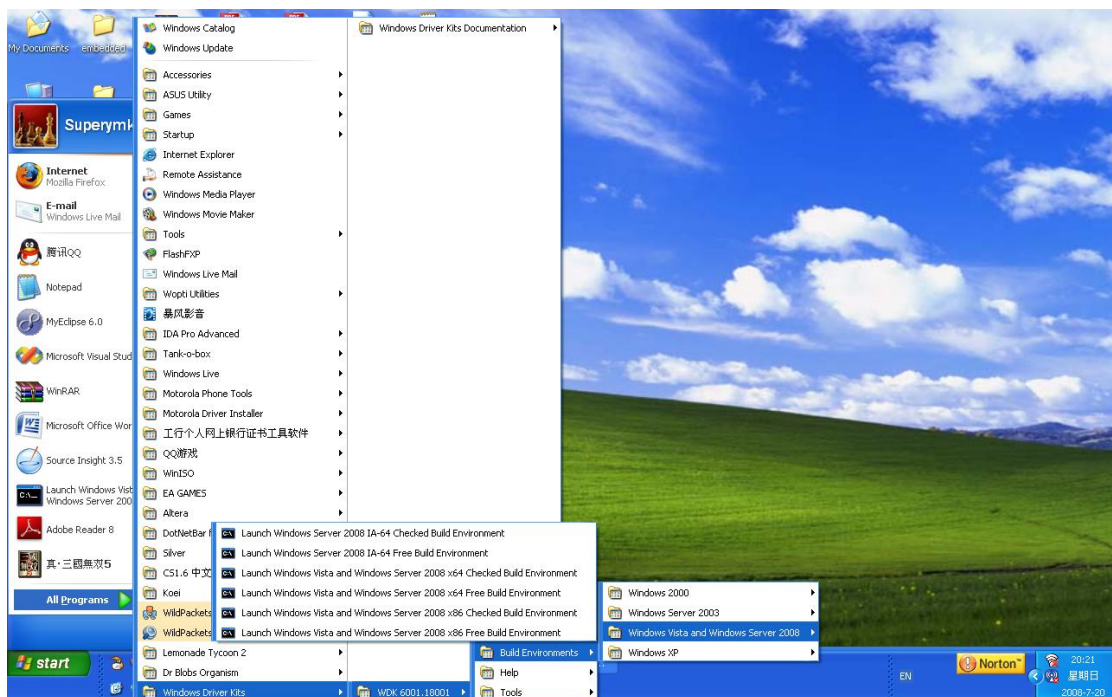 My Documents
embedded
Superymk
Internet
Mozilla Firefox
E-mail
Windows Live Mail
腾讯QQ
Notepad
MyEclipse 6.0
Microsoft Visual Stud
WinRAR
Microsoft Office Wor
Source Insight 3.5
Launch Windows Vist
Windows Server 200
Adobe Reader 8
真·三國無双5
All Programs
start
Windows Catalog
Windows Update
Accessories
ASUS Utility
Games
Startup
Internet Explorer
Remote Assistance
Windows Media Player
Windows Movie Maker
Tools
FlashFXP
Windows Live Mail
Wopti Utilities
暴风影音
IDA Pro Advanced
Tank-o-box
Windows Live
Motorola Phone Tools
Motorola Driver Installer
工行个人网上银行证书工具软件
QQ游戏
WinISO
EA GAMES
Altera
DotNetBar
Silver
C51.6 中文
Koei
WildPackets
WildPackets
Lemonade Tycoon 2
Dr Blobs Organism
Windows Driver Kits
Windows Driver Kits Documentation
WDK 6001.18001
Build Environments
Help
Tools
Windows 2000
Windows Server 2003
Windows Vista and Windows Server 2008
Windows XP
Launch Windows Server 2008 IA-64 Checked Build Environment
Launch Windows Server 2008 IA-64 Free Build Environment
Launch Windows Vista and Windows Server 2008 x64 Checked Build Environment
Launch Windows Vista and Windows Server 2008 x64 Free Build Environment
Launch Windows Vista and Windows Server 2008 x86 Checked Build Environment
Launch Windows Vista and Windows Server 2008 x86 Free Build Environment
EN
Norton™
20:21
星期日
2008-7-20